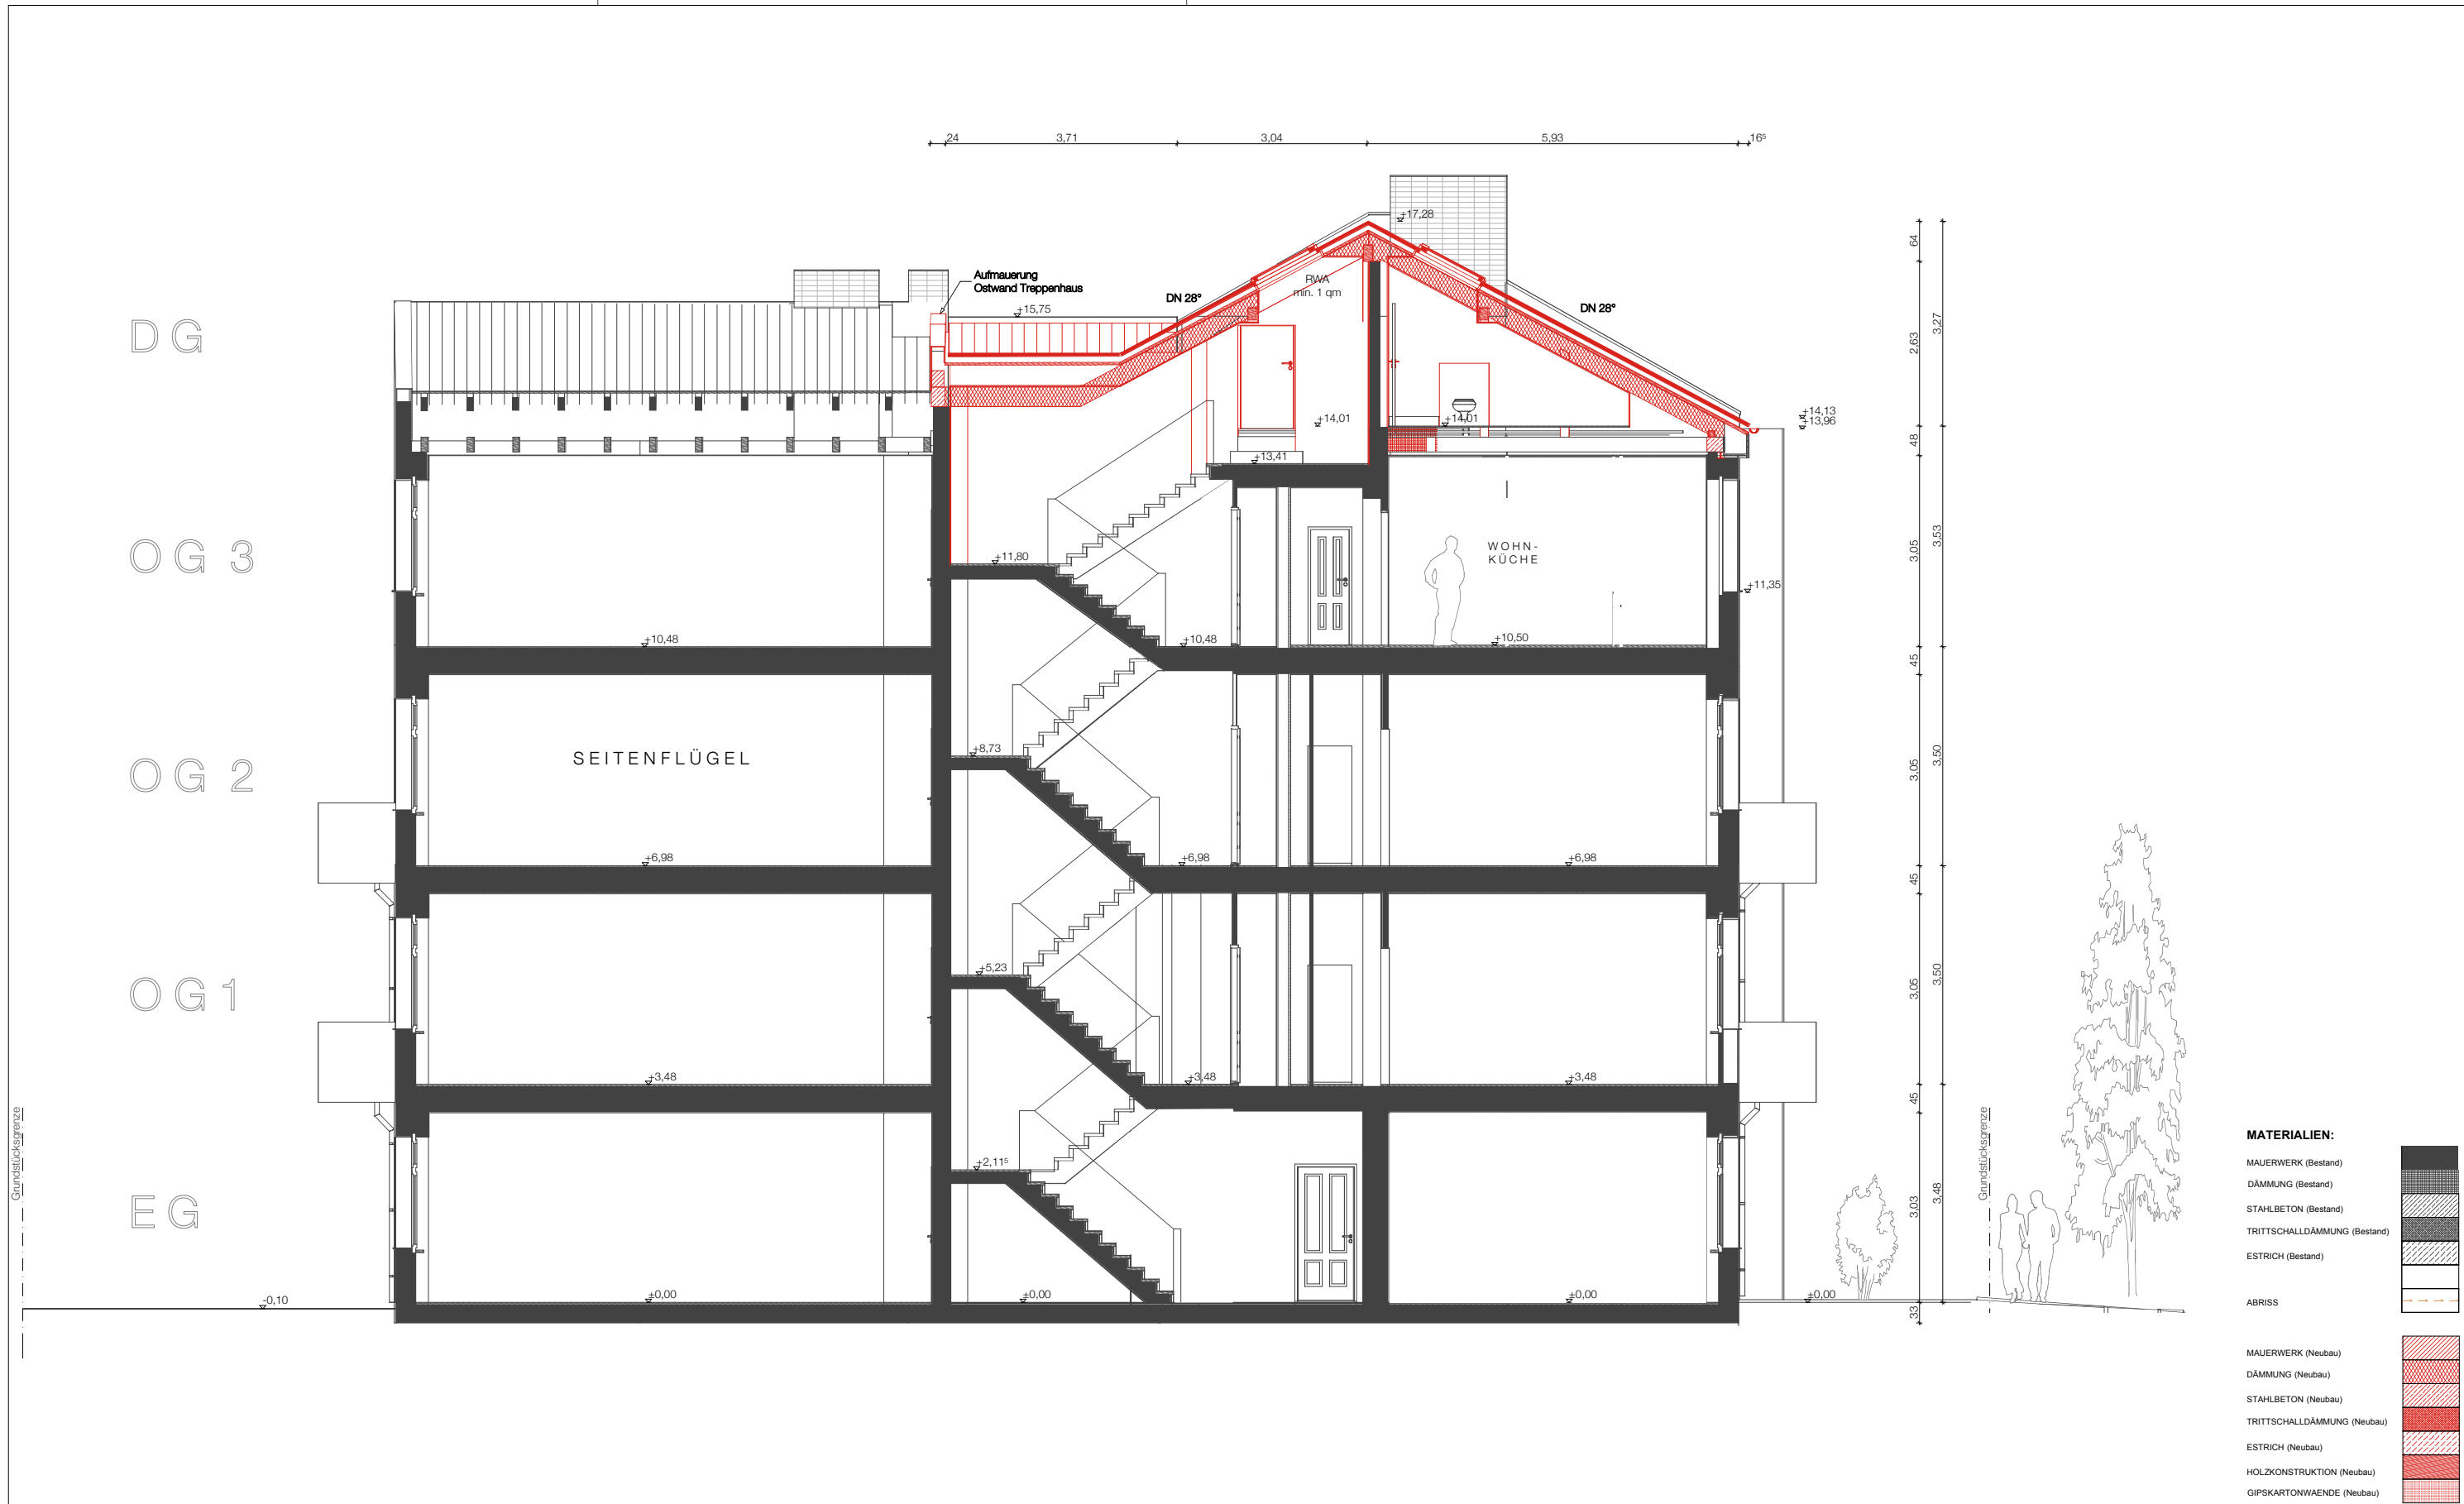 24
3,71
3,04
5,93
16⁵
+17,28
64
Aufmauerung
Ostwand Treppenhaus
RWA
min. 1 qm
DN 28°
DN 28°
+15,75
DG
2,63
3,27
+14,01
+14,01
+14,13
+13,96
48
+13,41
OG 3
WOHN-
KÜCHE
+11,80
3,05
3,53
+11,35
+10,48
+10,48
+10,50
45
SEITENFLÜGEL
+8,73
OG 2
3,05
3,50
+6,98
+6,98
+6,98
45
+5,23
OG1
3,05
3,50
+3,48
+3,48
+3,48
45
Grundstücksgrenze
Grundstücksgrenze
+2,11⁵
EG
3,03
3,48
-0,10
±0,00
±0,00
±0,00
±0,00
33
MATERIALIEN:
MAUERWERK (Bestand)
DÄMMUNG (Bestand)
STAHLBETON (Bestand)
TRITTSCHALLDÄMMUNG (Bestand)
ESTRICH (Bestand)
ABRISS
MAUERWERK (Neubau)
DÄMMUNG (Neubau)
STAHLBETON (Neubau)
TRITTSCHALLDÄMMUNG (Neubau)
ESTRICH (Neubau)
HOLZKONSTRUKTION (Neubau)
GIPSKARTONWAENDE (Neubau)